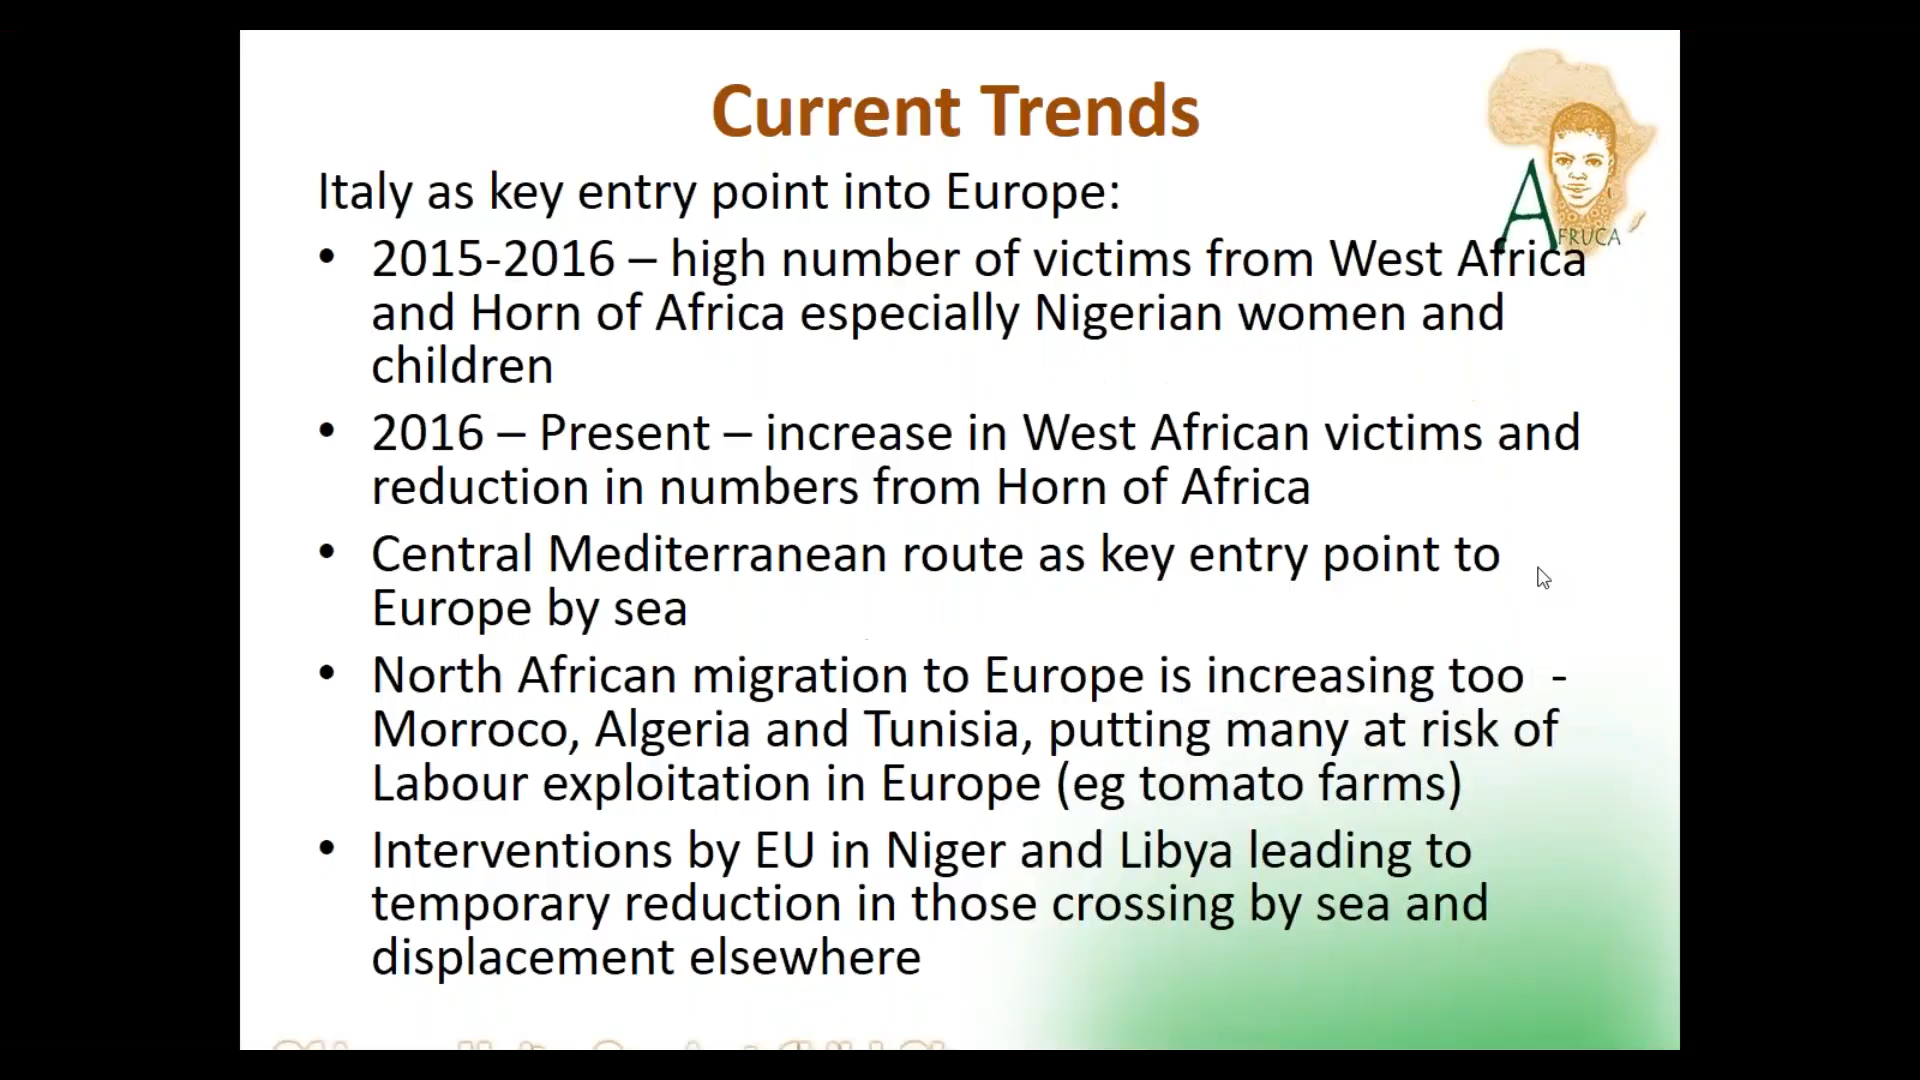 Current Trends
AFRUCA
Italy as key entry point into Europe:
• 2015-2016 – high number of victims from West Africa
and Horn of Africa especially Nigerian women and
children
• 2016 – Present – increase in West African victims and
reduction in numbers from Horn of Africa
• Central Mediterranean route as key entry point to
Europe by sea
• North African migration to Europe is increasing too -
Morroco, Algeria and Tunisia, putting many at risk of
Labour exploitation in Europe (eg tomato farms)
• Interventions by EU in Niger and Libya leading to
temporary reduction in those crossing by sea and
displacement elsewhere